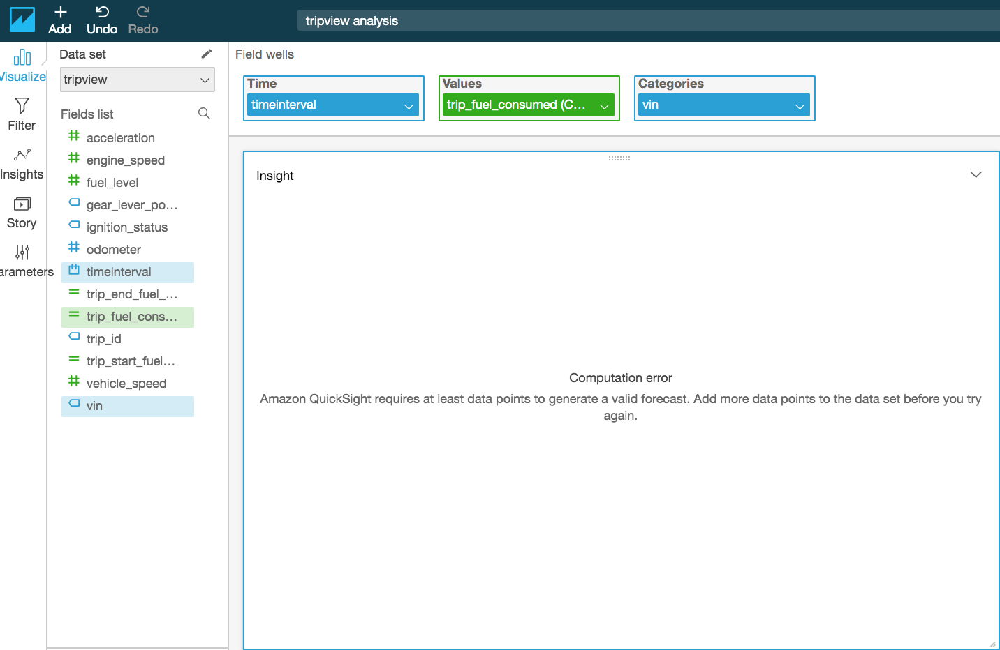 Add
Undo
Redo
tripview analysis
Visualize
Filter
Insights
Story
arameters
Data set
tripview
Fields list
acceleration
engine_speed
fuel_level
gear_lever_po...
ignition_status
odometer
timeinterval
trip_end_fuel_...
trip_fuel_cons...
trip_id
trip_start_fuel...
vehicle_speed
vin
Field wells
Time
timeinterval
Values
trip_fuel_consumed (C...
Categories
vin
Insight
Computation error
Amazon QuickSight requires at least data points to generate a valid forecast. Add more data points to the data set before you try
again.